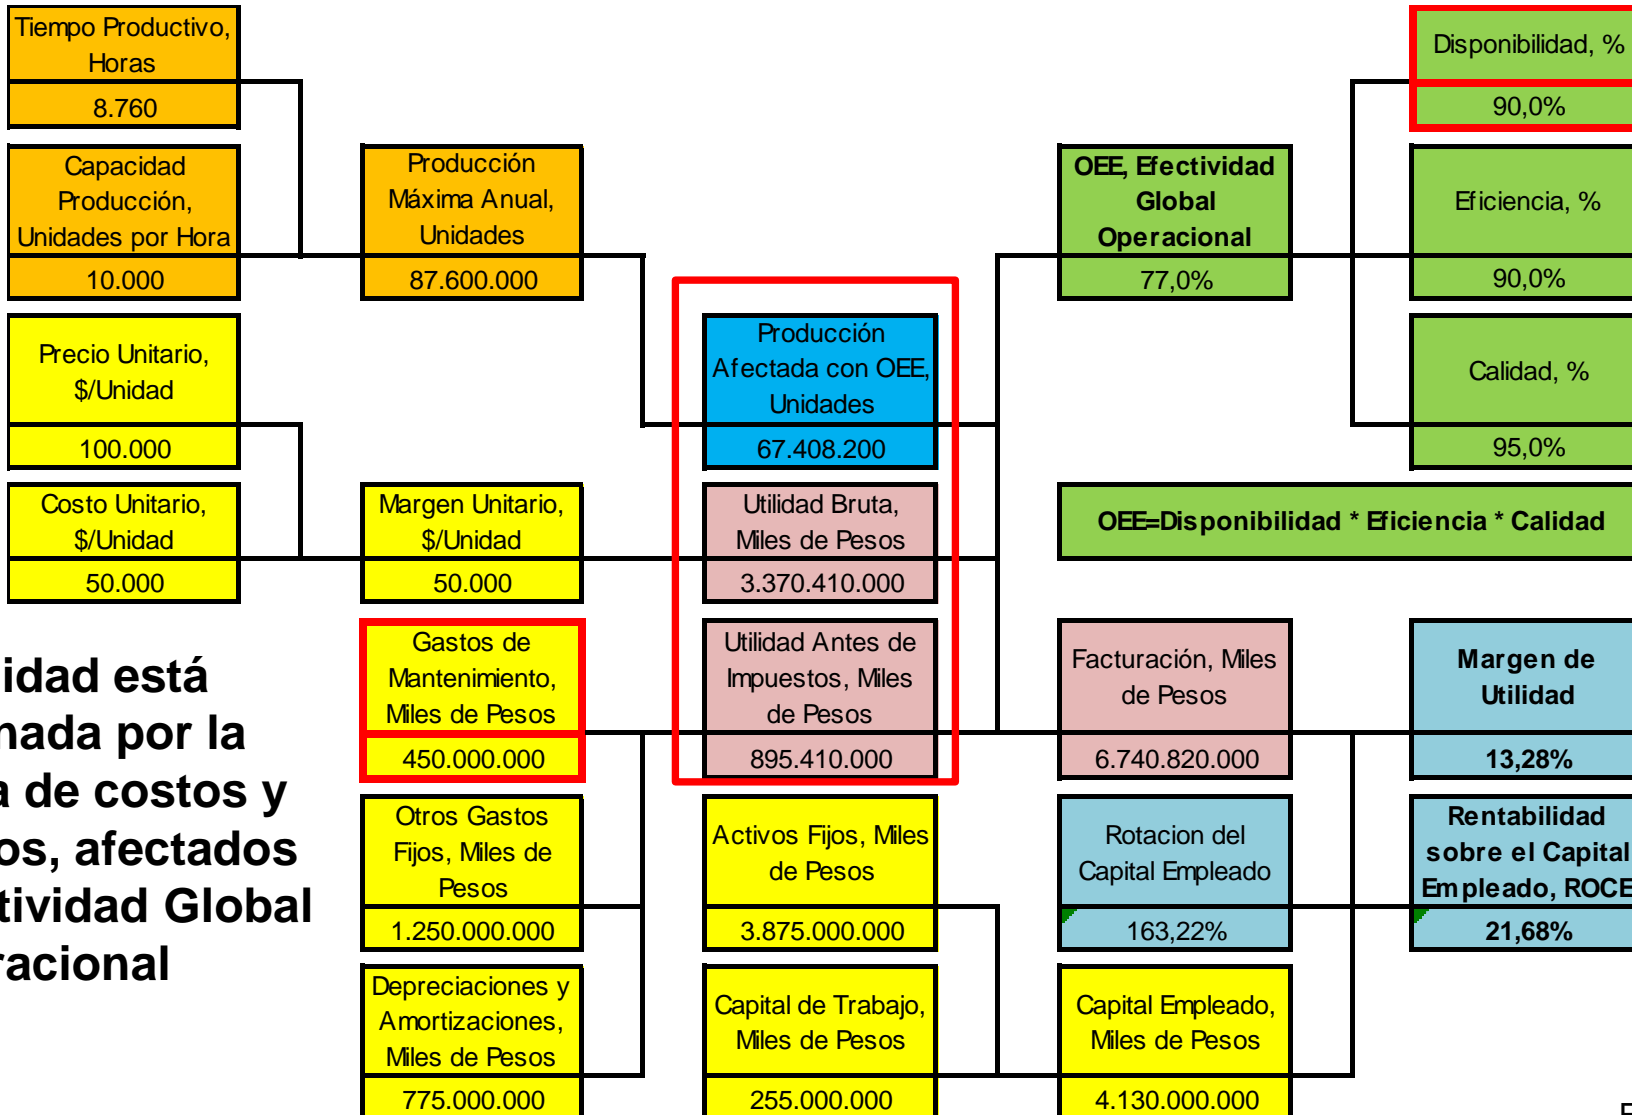 Tiempo Productivo,
Horas
8.760
Capacidad
Producción,
Unidades por Hora
10.000
Producción
Máxima Anual,
Unidades
87.600.000
Precio Unitario,
$/Unidad
100.000
Costo Unitario,
$/Unidad
50.000
Margen Unitario,
$/Unidad
50.000
Producción
Afectada con OEE,
Unidades
67.408.200
Utilidad Bruta,
Miles de Pesos
3.370.410.000
Utilidad Antes de
Impuestos, Miles
de Pesos
895.410.000
OEE, Efectividad
Global
Operacional
77,0%
Disponibilidad, %
90,0%
Eficiencia, %
90,0%
Calidad, %
95,0%
OEE=Disponibilidad * Eficiencia * Calidad
Gastos de
Mantenimiento,
Miles de Pesos
450.000.000
Otros Gastos
Fijos, Miles de
Pesos
1.250.000.000
Depreciaciones y
Amortizaciones,
Miles de Pesos
775.000.000
Activos Fijos, Miles
de Pesos
3.875.000.000
Capital de Trabajo,
Miles de Pesos
255.000.000
Facturación, Miles
de Pesos
6.740.820.000
Rotacion del
Capital Empleado
163,22%
Capital Empleado,
Miles de Pesos
4.130.000.000
Margen de
Utilidad
13,28%
Rentabilidad
sobre el Capital
Empleado, ROCE
21,68%
idad está
nada por la
a de costos y
os, afectados
tividad Global
racional